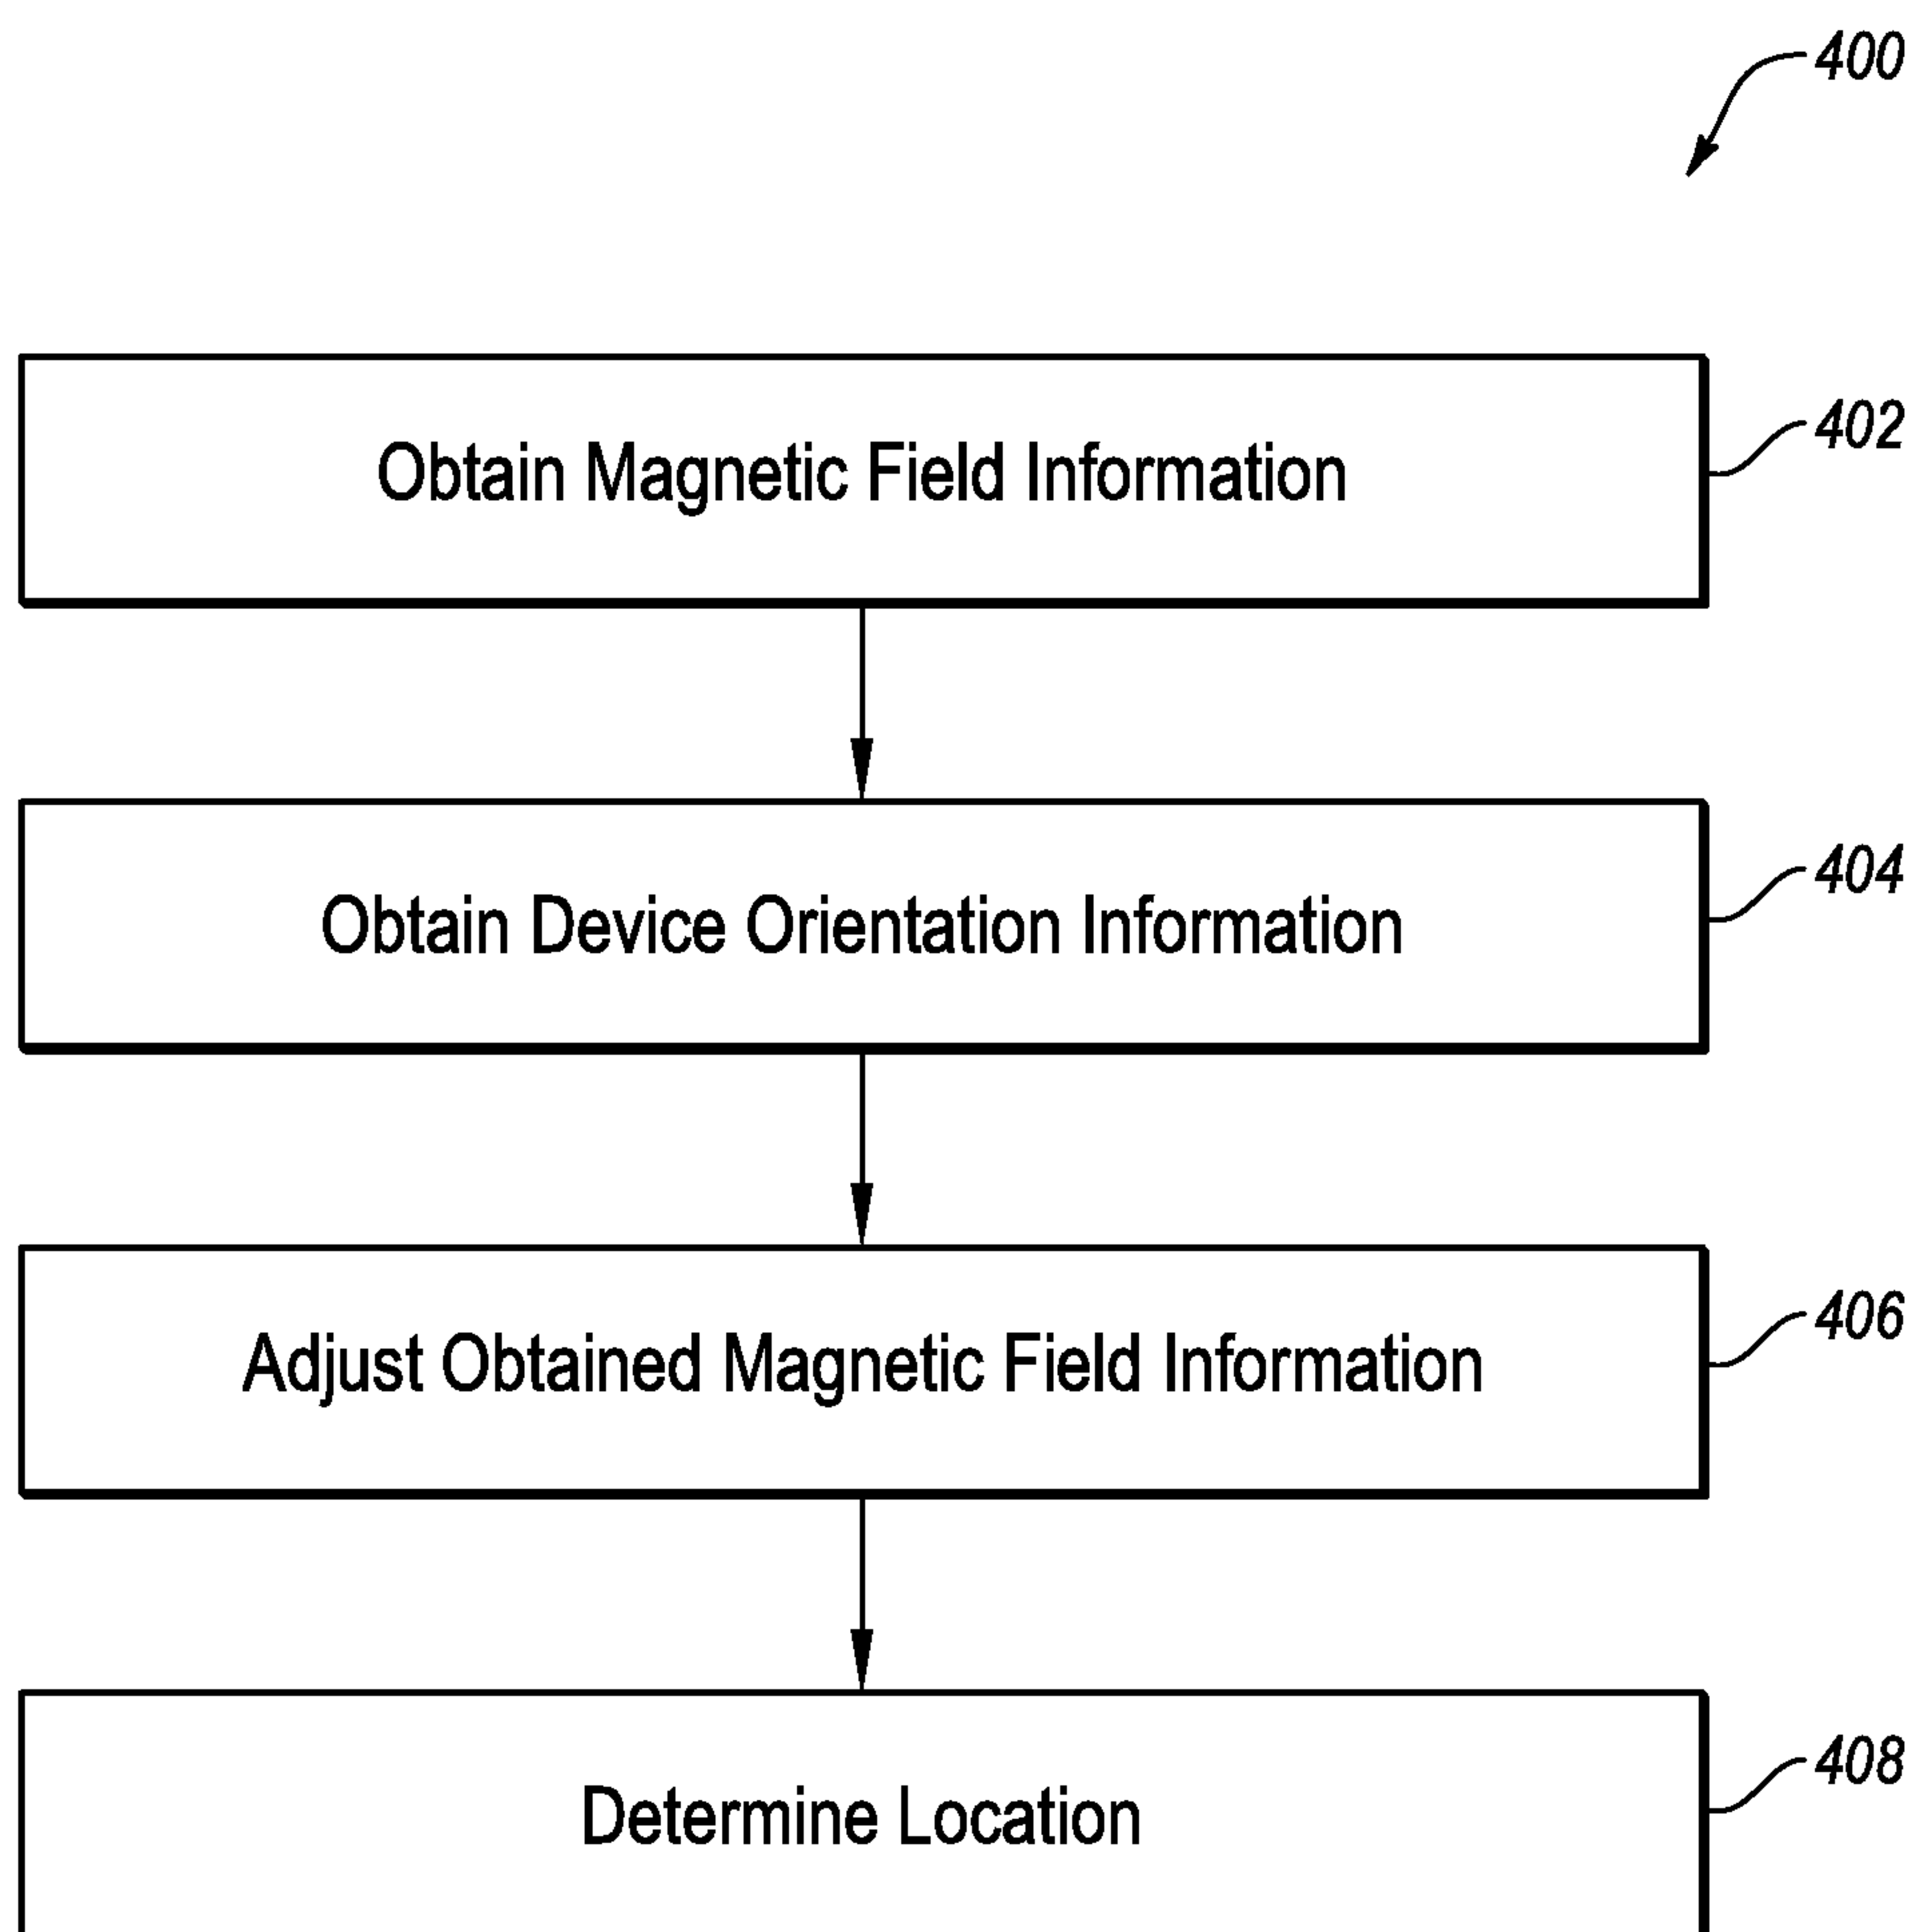 400
Obtain Magnetic Field Information
402
Obtain Device Orientation Information
404
Adjust Obtained Magnetic Field Information
406
Determine Location
408